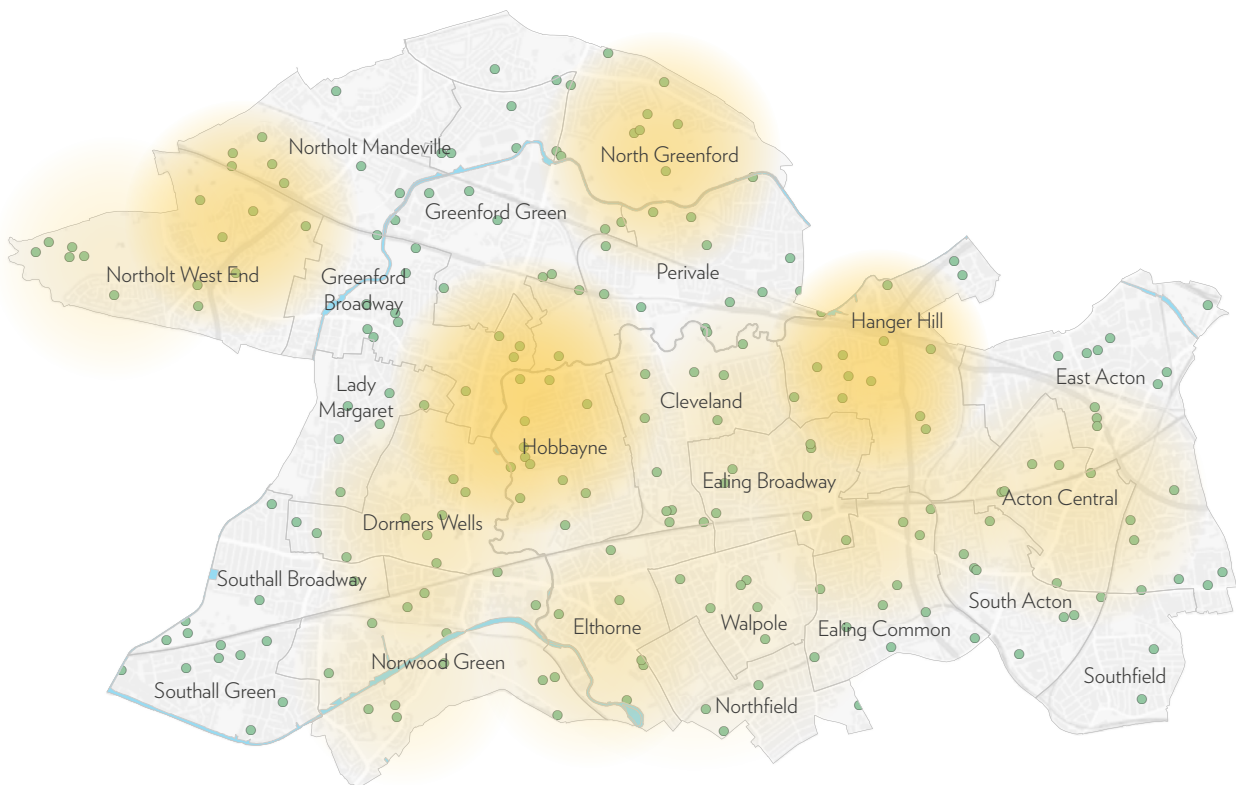 Northolt Mandeville
North Greenford
Greenford Green
Northolt West End
Greenford
Broadway
Perivale
Hanger Hill
East Acton
Lady
Margaret
Cleveland
Hobbayne
Ealing Broadway
Acton Central
Dormers Wells
Southall Broadway
South Acton
Elthorne
Walpole
Ealing Common
Norwood Green
Southall Green
Southfield
Northfield